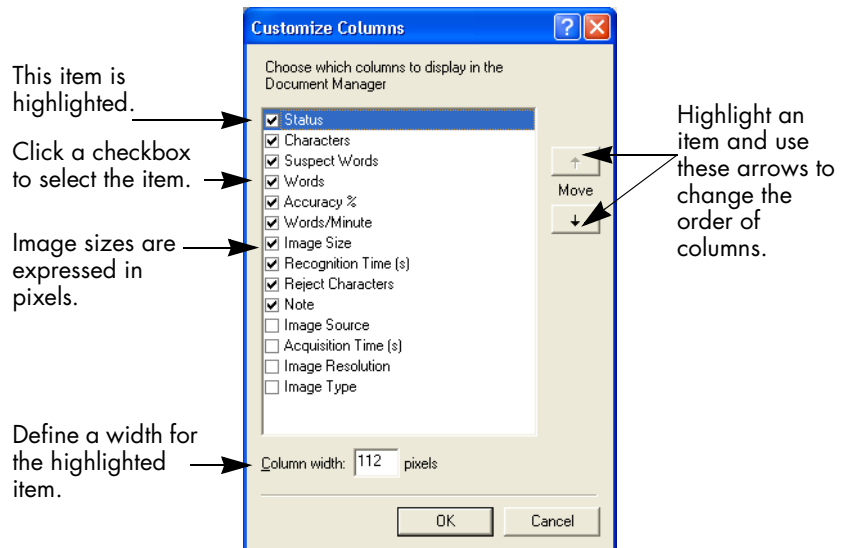 Customize Columns
Choose which columns to display in the
Document Manager
Status
Characters
Suspect Words
Words
Accuracy %
Words/Minute
Image Size
Recognition Time (s)
Reject Characters
Note
Image Source
Acquisition Time (s)
Image Resolution
Image Type
Move
Column width: 112 pixels
OK Cancel
This item is
highlighted.
Click a checkbox
to select the item.
Image sizes are
expressed in
pixels.
Define a width for
the highlighted
item.
Highlight an
item and use
these arrows to
change the
order of
columns.